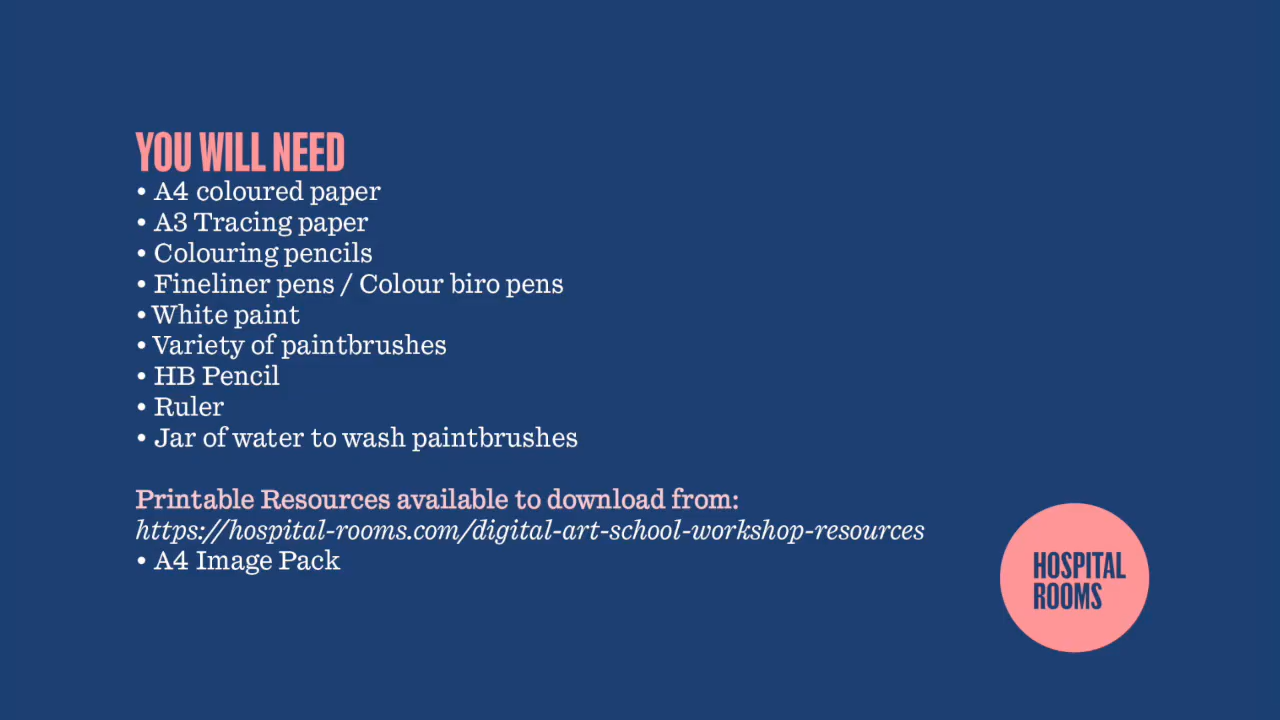 YOU WILL NEED
• A4 coloured paper
• A3 Tracing paper
• Colouring pencils
• Fineliner pens / Colour biro pens
• White paint
• Variety of paintbrushes
• HB Pencil
• Ruler
• Jar of water to wash paintbrushes
Printable Resources available to download from:
https://hospital-rooms.com/digital-art-school-workshop-resources
• A4 Image Pack
HOSPITAL
ROOMS